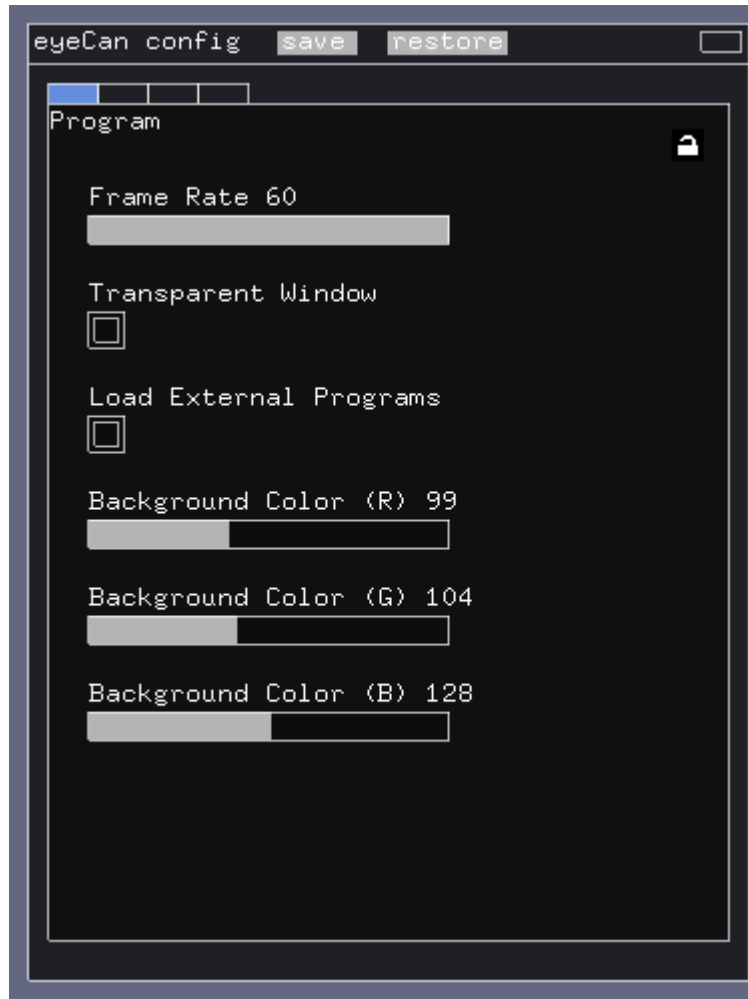 eyeCan config save restore
Program
Frame Rate 60
Transparent Window
Load External Programs
Background Color (R) 99
Background Color (G) 104
Background Color (B) 128